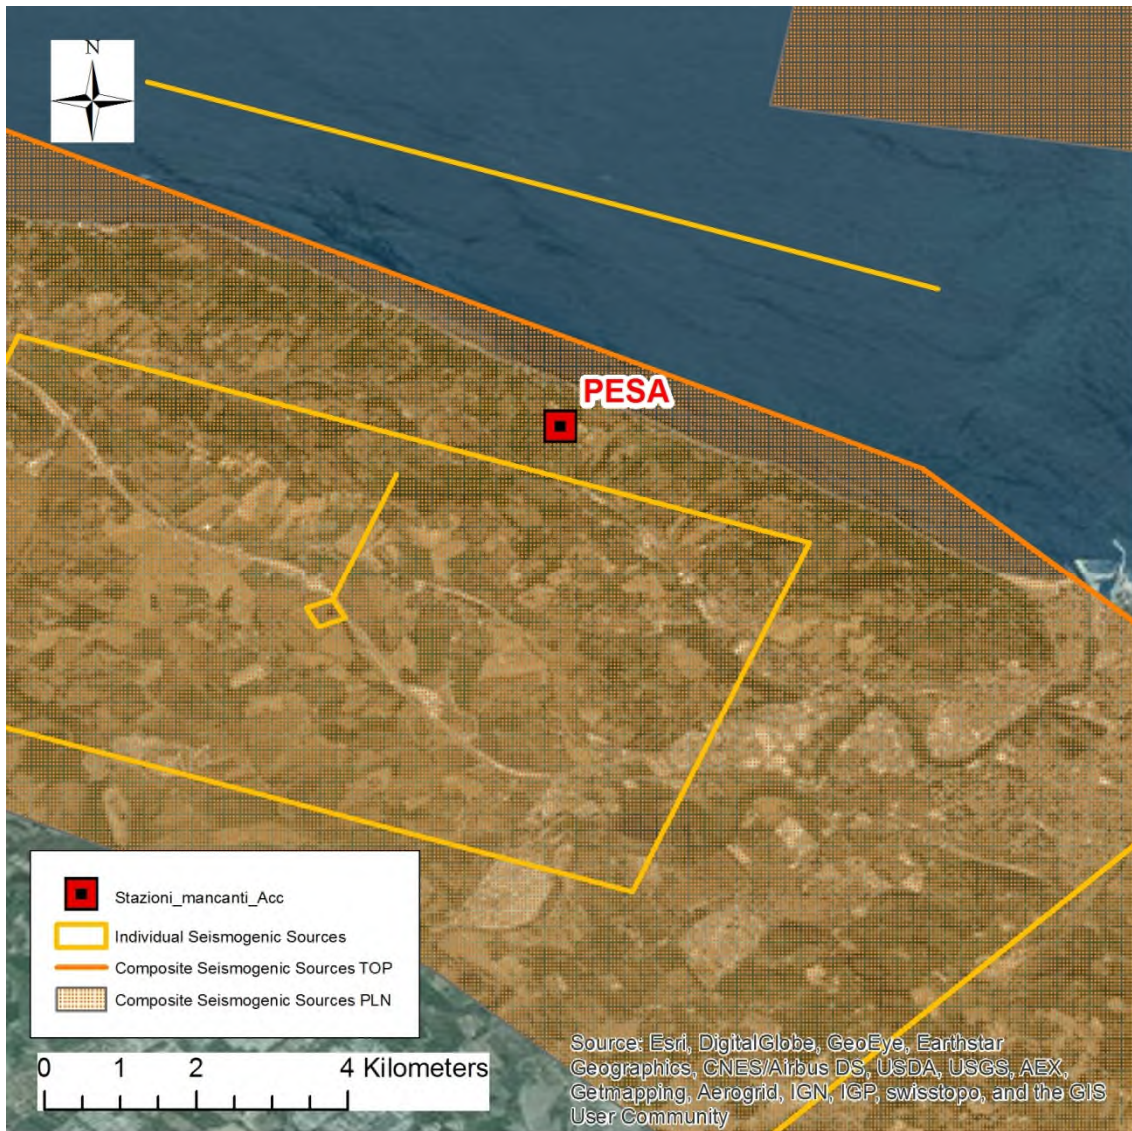 N
PESA
Stazioni_mancanti_Acc
Individual Seismogenic Sources
Composite Seismogenic Sources TOP
Composite Seismogenic Sources PLN
0 1 2 4 Kilometers
Source: Esri, DigitalGlobe, GeoEye, Earthstar
Geographics, CNES/Airbus DS, USDA, USGS, AEX,
Getmapping, Aerogrid, IGN, IGP, swisstopo, and the GIS
User Community